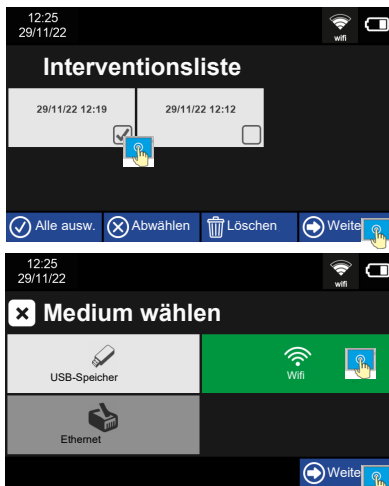 12:25
29/11/22
wifi
Interventionsliste
29/11/22 12:19
29/11/22 12:12
Alle ausw.
Abwählen
Löschen
Weite
12:25
29/11/22
wifi
Medium wählen
USB-Speicher
Wifi
Ethernet
Weite